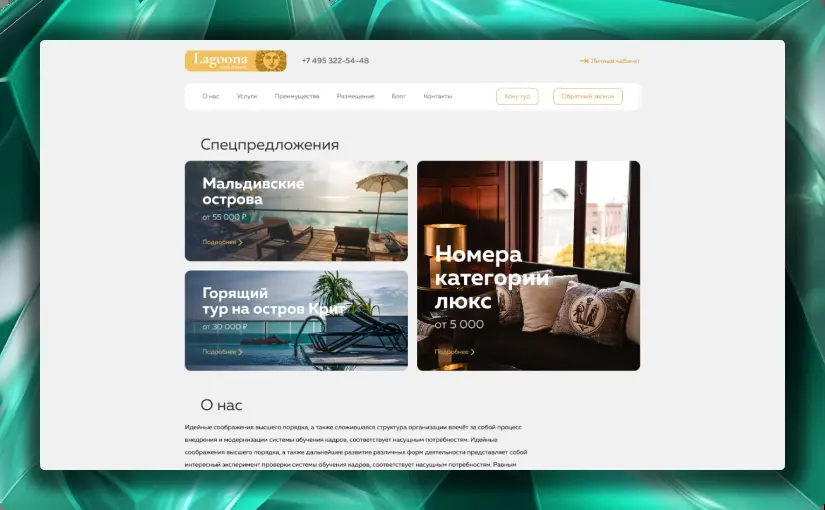 Lagoona
+7 495 322-54-48
Личный кабинет
О нас
Услуги
Преимущества
Размещение
Блог
Контакты
Хочу тур
Обратный звонок
Спецпредложения
Мальдивские
острова
от 55 000 ₽
Подробнее
Горящий
тур на остров Крит
от 30 000 ₽
Подробнее
Номера
категории
люкс
от 5 000
Подробнее
О нас
Идейные соображения высшего порядка, а также сложившаяся структура организации влечёт за собой процесс
внедрения и модернизации системы обучения кадров, соответствует насущным потребностям. Идейные
соображения высшего порядка, а также дальнейшее развитие различных форм деятельности представляет собой
интересный эксперимент проверки системы обучения кадров, соответствует насущным потребностям. Равным